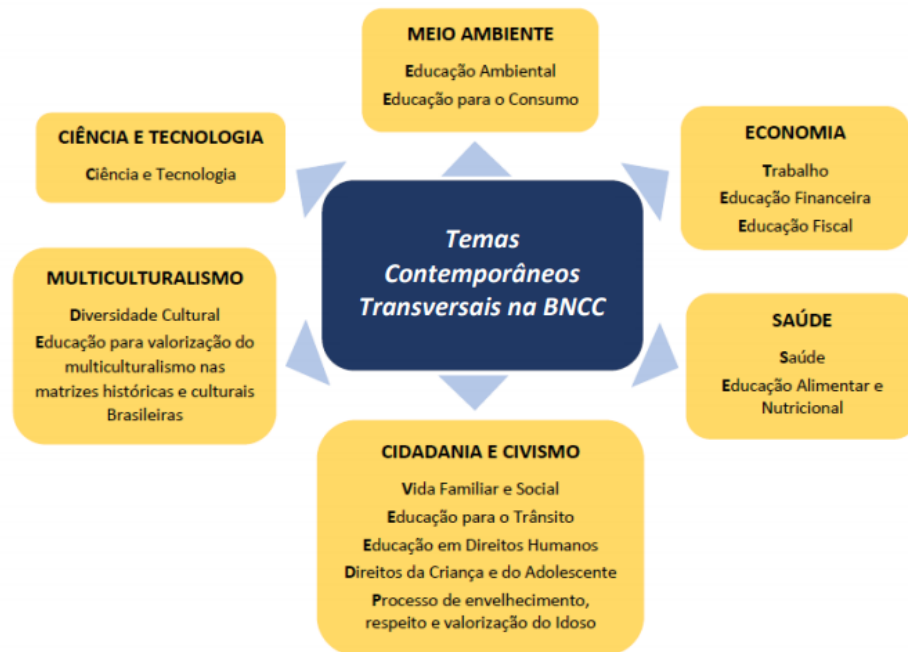 MEIO AMBIENTE
Educação Ambiental
Educação para o Consumo
CIÊNCIA E TECNOLOGIA
Ciência e Tecnologia
ECONOMIA
Trabalho
Educação Financeira
Educação Fiscal
Temas
Contemporâneos
Transversais na BNCC
MULTICULTURALISMO
Diversidade Cultural
Educação para valorização do
multiculturalismo nas
matrizes históricas e culturais
Brasileiras
SAÚDE
Saúde
Educação Alimentar e
Nutricional
CIDADANIA E CIVISMO
Vida Familiar e Social
Educação para o Trânsito
Educação em Direitos Humanos
Direitos da Criança e do Adolescente
Processo de envelhecimento,
respeito e valorização do Idoso